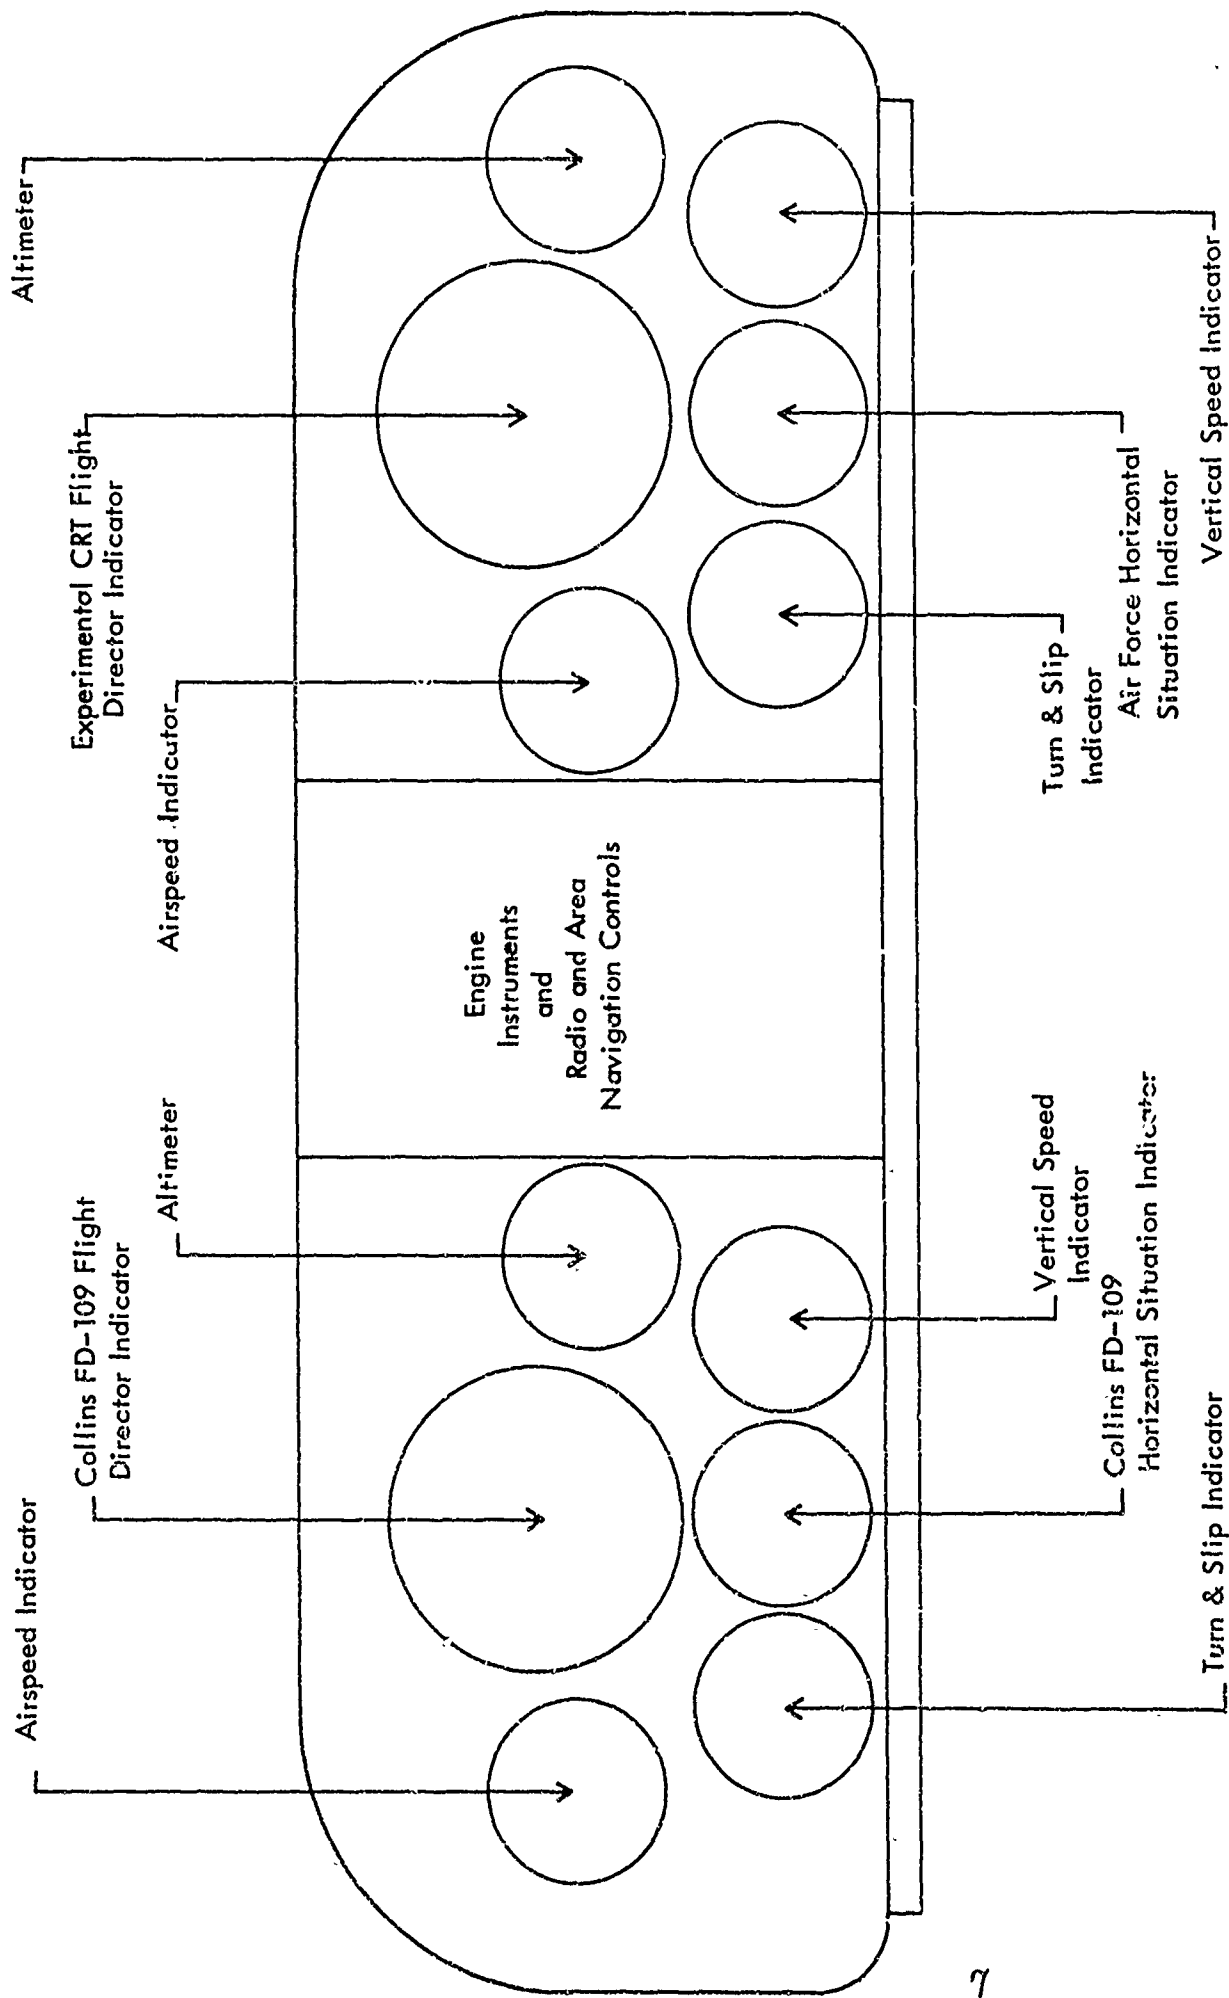 Airspeed Indicator
Collins FD-109 Flight
Director Indicator
Altimeter
Airspeed Indicator
Experimental CRT Flight
Director Indicator
Altimeter
Engine
Instruments
and
Radio and Area
Navigation Controls
Turn & Slip Indicator
Collins FD-109
Horizontal Situation Indicator
Vertical Speed
Indicator
Turn & Slip
Indicator
Air Force Horizontal
Situation Indicator
Vertical Speed Indicator
7